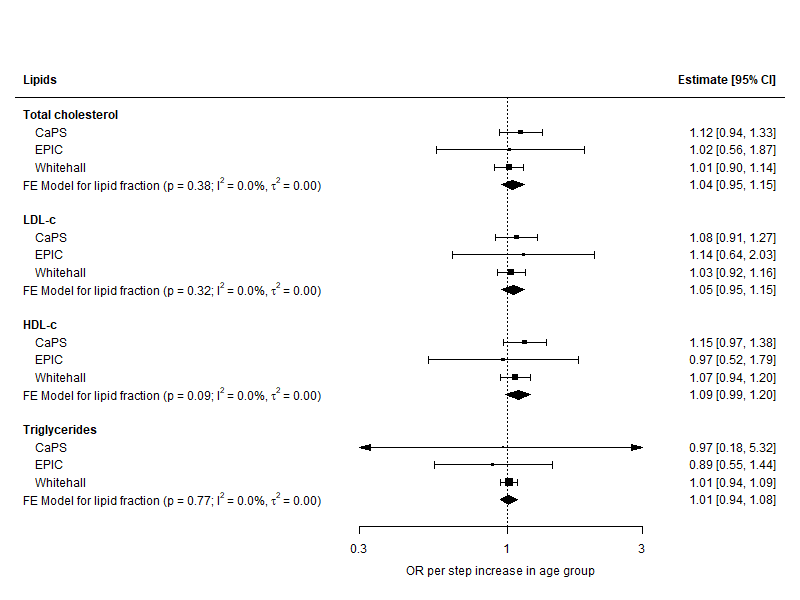 Lipids Estimate [95% CI]
Total cholesterol
CaPS 1.12 [0.94, 1.33]
EPIC 1.02 [0.56, 1.87]
Whitehall 1.01 [0.90, 1.14]
FE Model for lipid fraction (p = 0.38; I² = 0.0%, τ² = 0.00) 1.04 [0.95, 1.15]
LDL-c
CaPS 1.08 [0.91, 1.27]
EPIC 1.14 [0.64, 2.03]
Whitehall 1.03 [0.92, 1.16]
FE Model for lipid fraction (p = 0.32; I² = 0.0%, τ² = 0.00) 1.05 [0.95, 1.15]
HDL-c
CaPS 1.15 [0.97, 1.38]
EPIC 0.97 [0.52, 1.79]
Whitehall 1.07 [0.94, 1.20]
FE Model for lipid fraction (p = 0.09; I² = 0.0%, τ² = 0.00) 1.09 [0.99, 1.20]
Triglycerides
CaPS 0.97 [0.18, 5.32]
EPIC 0.89 [0.55, 1.44]
Whitehall 1.01 [0.94, 1.09]
FE Model for lipid fraction (p = 0.77; I² = 0.0%, τ² = 0.00) 1.01 [0.94, 1.08]
0.3 1 3
OR per step increase in age group